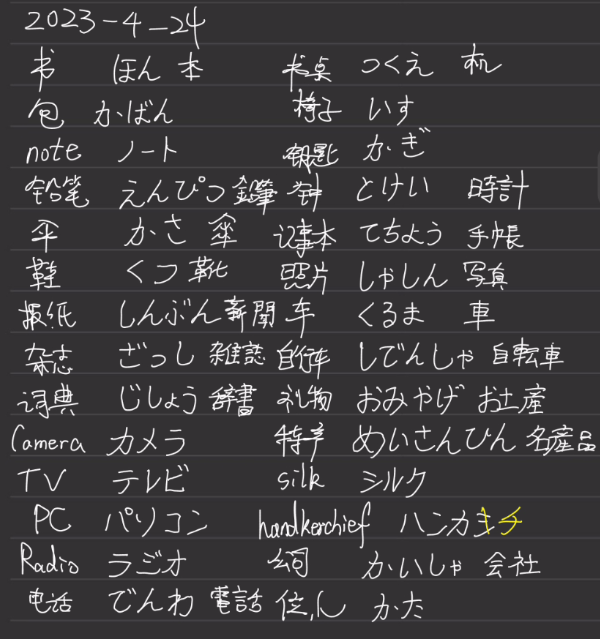 2023-4-24
书 ほん 本 书桌 つくえ 机
包 かばん 椅子 いす
note ノート 钥匙 かぎ
铅笔 えんぴつ 鉛筆 钟 とけい 時計
伞 かさ 傘 记事本 てちよう 手帳
鞋 くつ 靴 照片 しゃしん 写真
报纸 しんぶん 新聞 车 くるま 車
杂志 ざっし 雑誌 自行车 しでんしゃ 自転車
词典 じしょう 辞書 礼物 おみやげ お土産
Camera カメラ 特产 めいさんひん 名産品
TV テレビ silk シルク
PC パソコン handkerchief ハンカチ
Radio ラジオ 公司 かいしゃ 会社
电话 でんわ 電話 位,人 かた